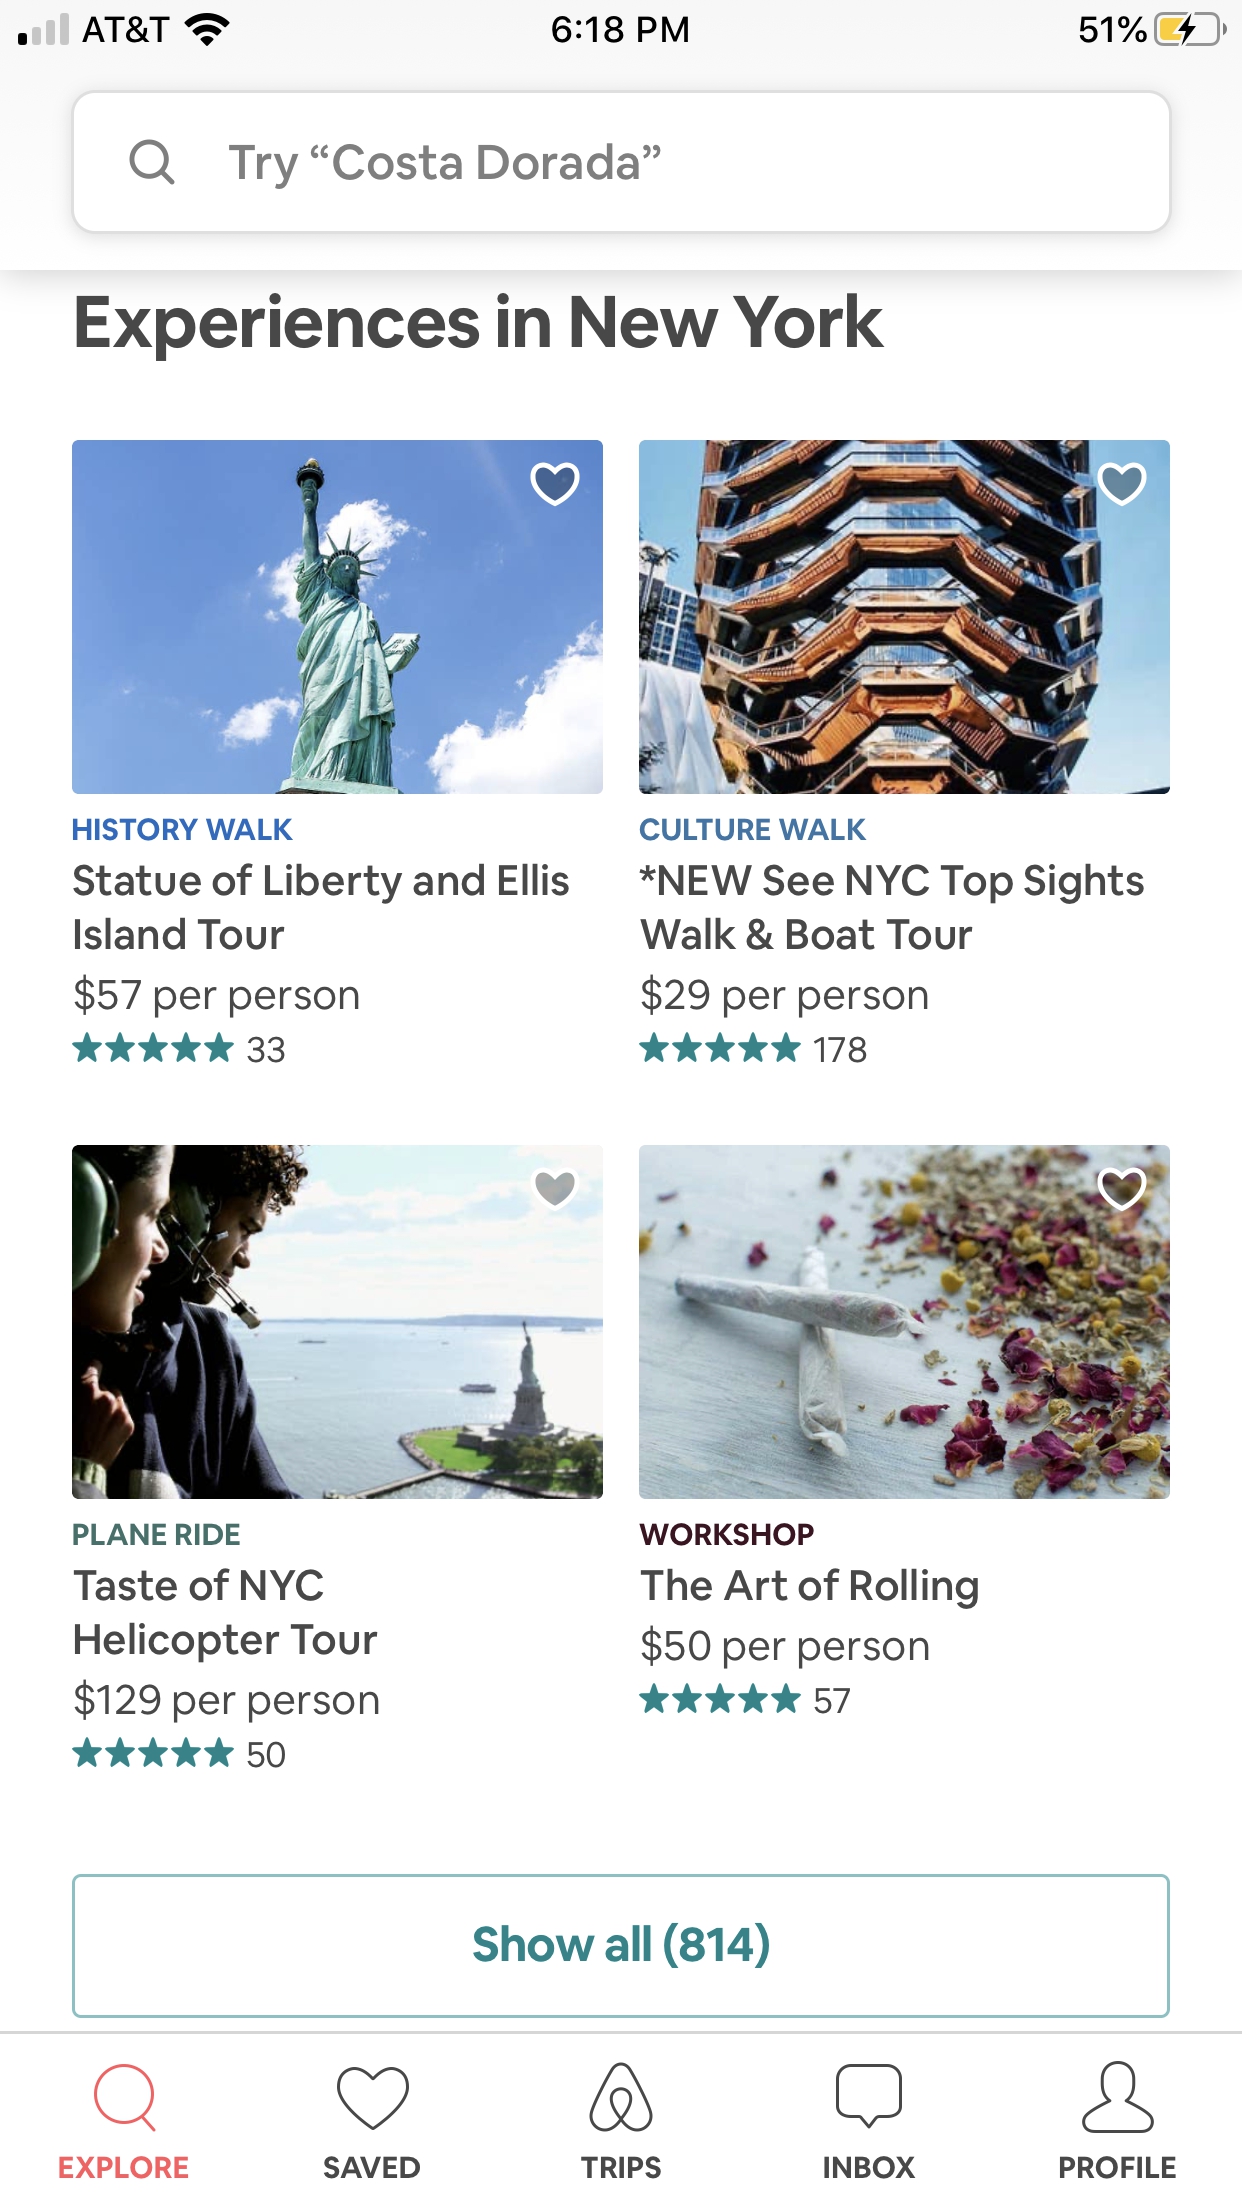 AT&T 6:18 PM 51%
Try “Costa Dorada”
Experiences in New York
HISTORY WALK
Statue of Liberty and Ellis
Island Tour
$57 per person
33
CULTURE WALK
*NEW See NYC Top Sights
Walk & Boat Tour
$29 per person
178
PLANE RIDE
Taste of NYC
Helicopter Tour
$129 per person
50
WORKSHOP
The Art of Rolling
$50 per person
57
Show all (814)
EXPLORE SAVED TRIPS INBOX PROFILE